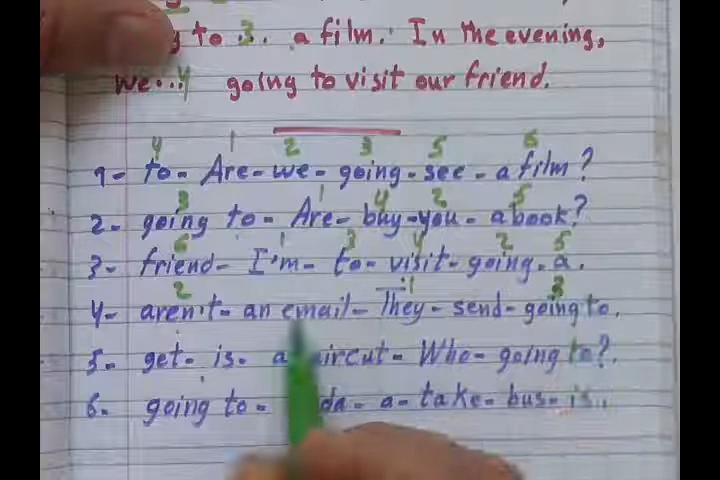 to 3. a film. In the evening,
we...4 going to visit our friend.
4 1 2 3 5 6
1- to- Are- we- going- see- a film?
3 1 4 2 5
2- going to- Are- buy- you- a book?
6 1 3 4 2 5
3- friend- I'm- to- visit- going- a.
2 1 3
4- aren't- an email- They- send- going to.
5- get- is- a haircut- Who- going to?.
6- going to- a- take- bus- is.